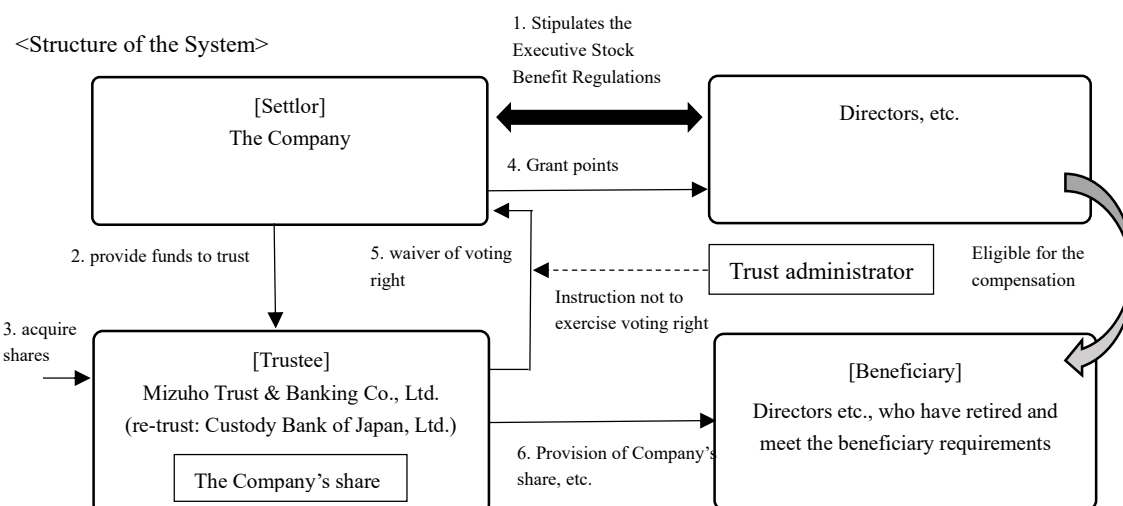 <Structure of the System>
1. Stipulates the
Executive Stock
Benefit Regulations
[Settlor]
The Company
Directors, etc.
4. Grant points
2. provide funds to trust
5. waiver of voting
right
Trust administrator
Eligible for the
compensation
Instruction not to
exercise voting right
3. acquire
shares
[Trustee]
Mizuho Trust & Banking Co., Ltd.
(re-trust: Custody Bank of Japan, Ltd.)
The Company's share
[Beneficiary]
Directors etc., who have retired and
meet the beneficiary requirements
6. Provision of Company's
share, etc.